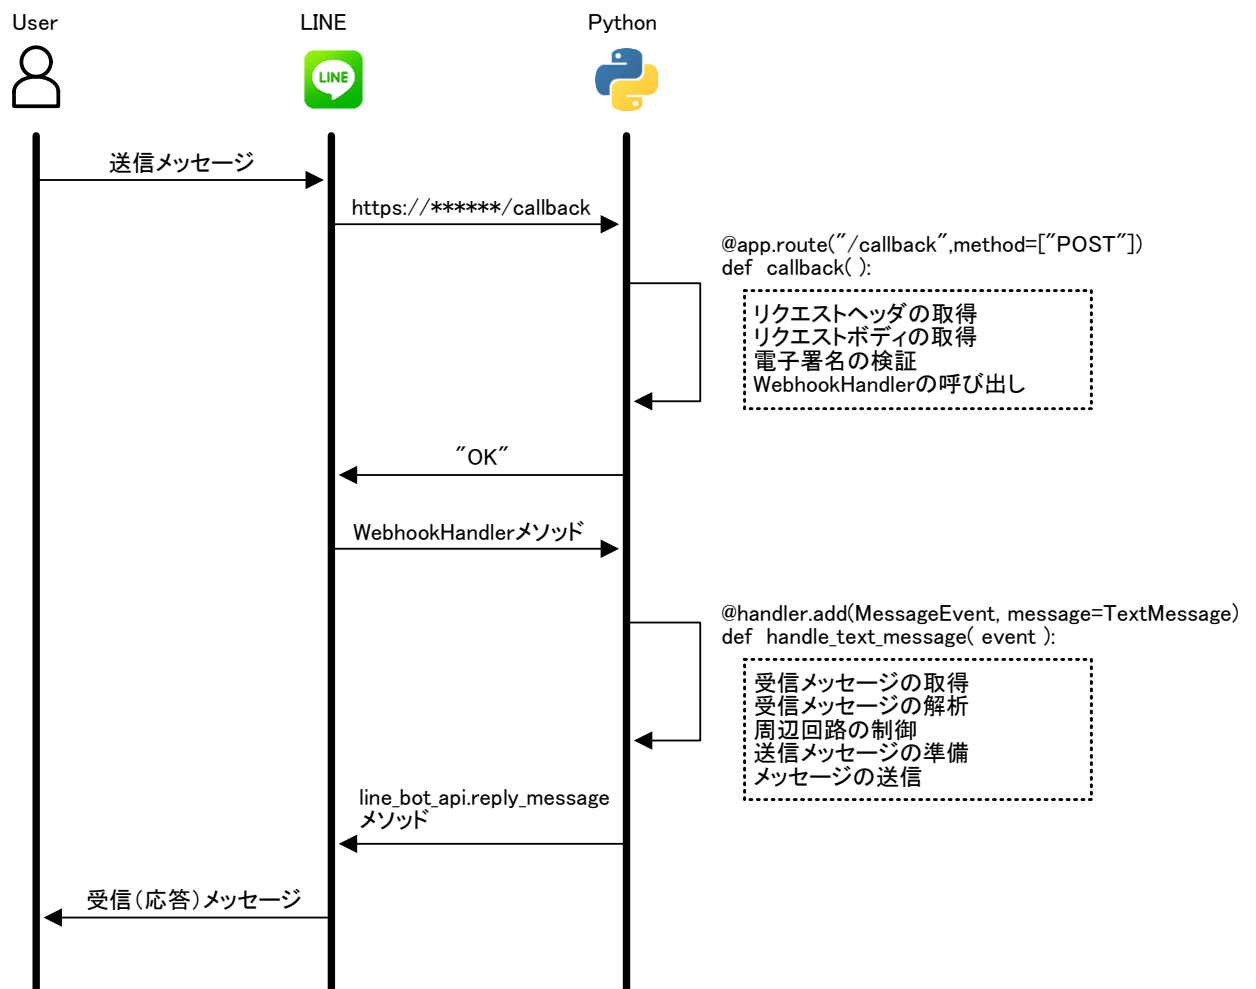 User
LINE
Python
LINE
送信メッセージ
https://******/callback
@app.route("/callback",method=["POST"])
def callback( ):
リクエストヘッダの取得
リクエストボディの取得
電子署名の検証
WebhookHandlerの呼び出し
"OK"
WebhookHandlerメソッド
@handler.add(MessageEvent, message=TextMessage)
def handle_text_message( event ):
受信メッセージの取得
受信メッセージの解析
周辺回路の制御
送信メッセージの準備
メッセージの送信
line_bot_api.reply_message
メソッド
受信(応答)メッセージ